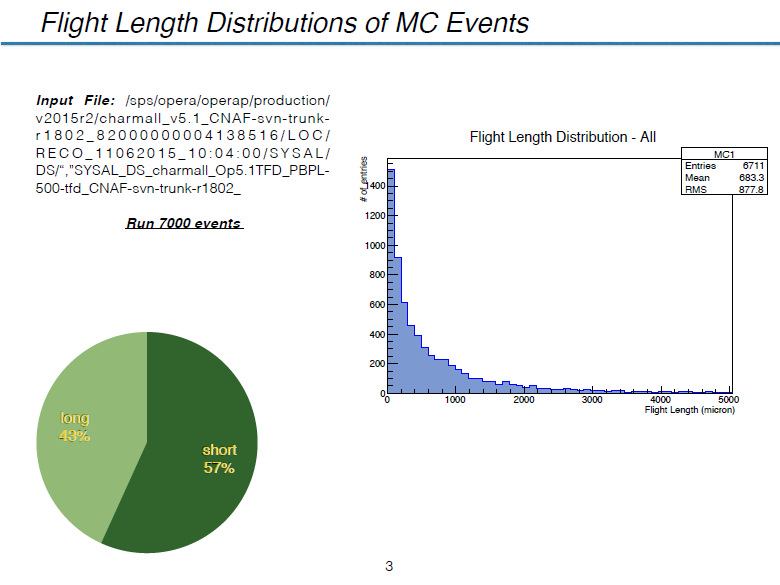 Flight Length Distributions of MC Events
Input File: /sps/opera/operap/production/
v2015r2/charmall_v5.1_CNAF-svn-trunk-
r1802_82000000004138516/LOC/
RECO_11062015_10:04:00/SYSAL/
DS/“,”SYSAL_DS_charmall_Op5.1TFD_PBPL-
500-tfd_CNAF-svn-trunk-r1802_
Run 7000 events
long
43%
short
57%
Flight Length Distribution - All
MC1
Entries 6711
Mean 683.3
RMS 877.8
# of entries
1400
1200
1000
800
600
400
200
0
0 1000 2000 3000 4000 5000
Flight Length (micron)
3